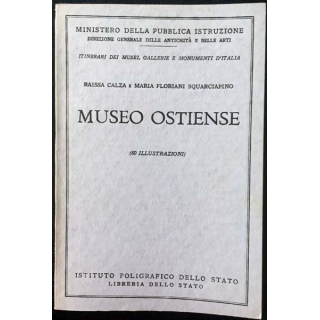 MINISTERO DELLA PUBBLICA ISTRUZIONE
DIREZIONE GENERALE DELLE ANTICHITÀ E BELLE ARTI
ITINERARI DEI MUSEI, GALLERIE E MONUMENTI D'ITALIA
RAISSA CALZA E MARIA FLORIANI SQUARCIAPINO
MUSEO OSTIENSE
(60 ILLUSTRAZIONI)
ISTITUTO POLIGRAFICO DELLO STATO
LIBRERIA DELLO STATO